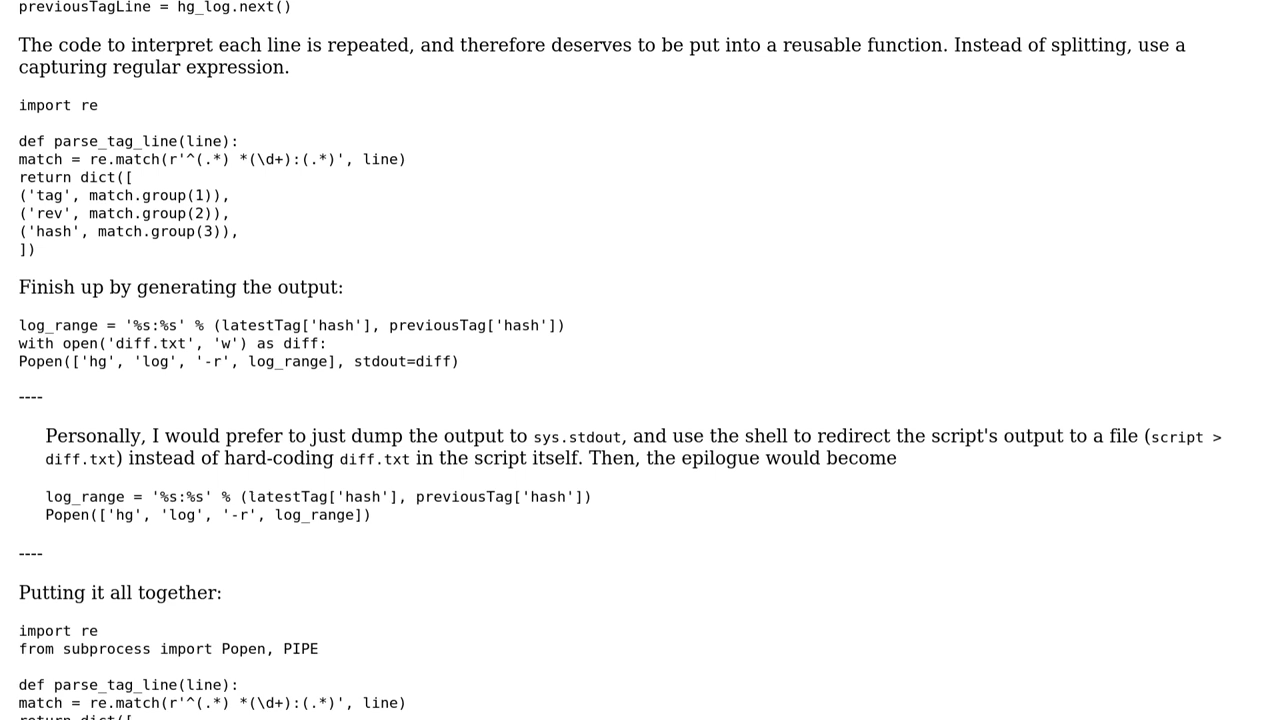 previousTagLine = hg_log.next()
The code to interpret each line is repeated, and therefore deserves to be put into a reusable function. Instead of splitting, use a
capturing regular expression.
import re
def parse_tag_line(line):
match = re.match(r'^(.*) *(\d+):(.*)', line)
return dict([
('tag', match.group(1)),
('rev', match.group(2)),
('hash', match.group(3)),
])
Finish up by generating the output:
log_range = '%s:%s' % (latestTag['hash'], previousTag['hash'])
with open('diff.txt', 'w') as diff:
Popen(['hg', 'log', '-r', log_range], stdout=diff)
----
Personally, I would prefer to just dump the output to sys.stdout, and use the shell to redirect the script's output to a file (script >
diff.txt) instead of hard-coding diff.txt in the script itself. Then, the epilogue would become
log_range = '%s:%s' % (latestTag['hash'], previousTag['hash'])
Popen(['hg', 'log', '-r', log_range])
----
Putting it all together:
import re
from subprocess import Popen, PIPE
def parse_tag_line(line):
match = re.match(r'^(.*) *(\d+):(.*)', line)
return dict([